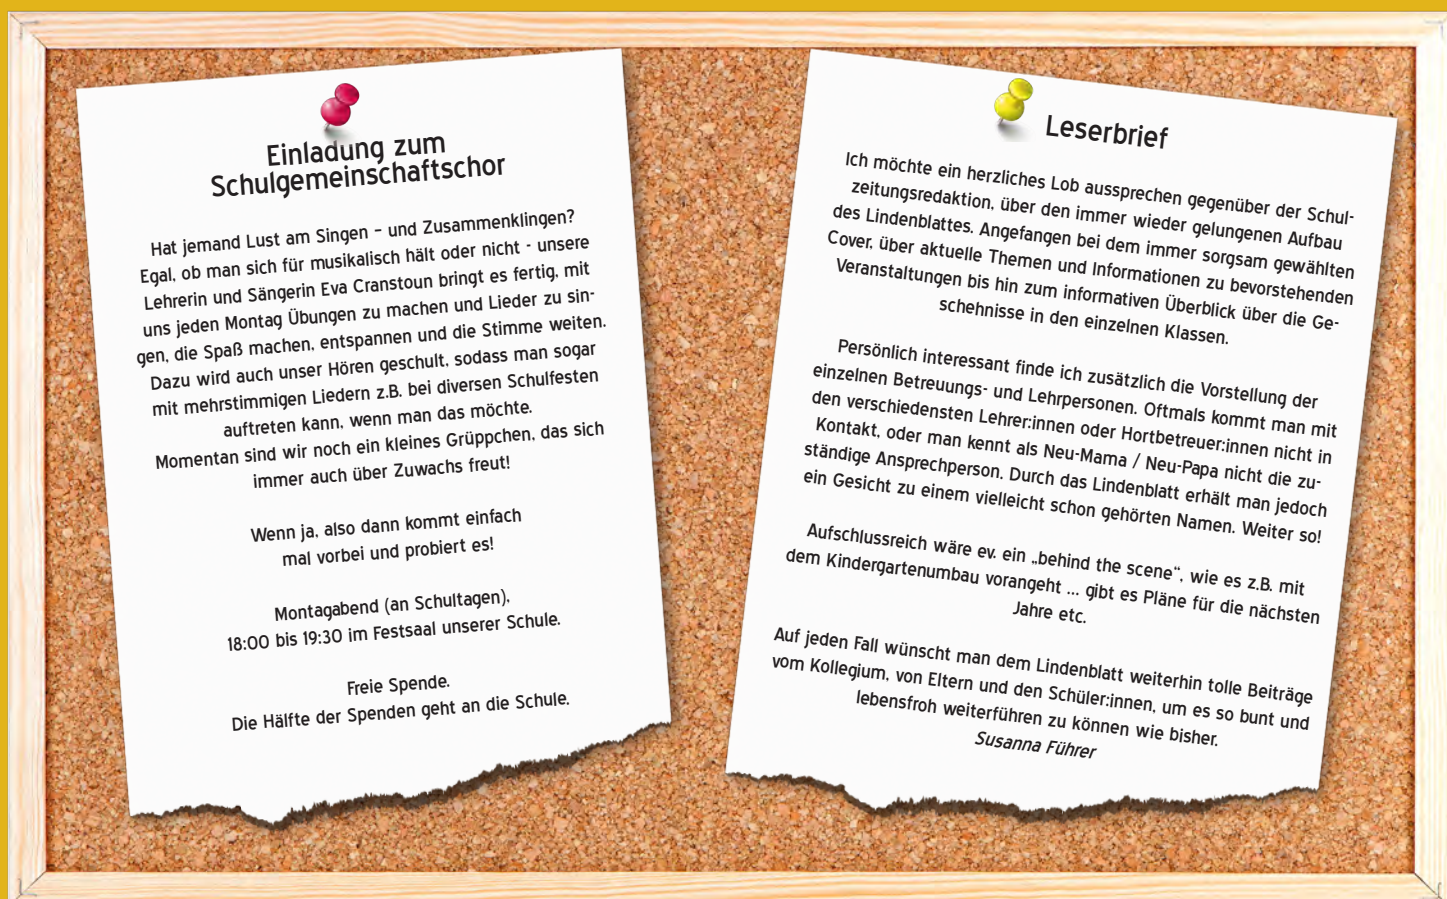 Einladung zum
Schulgemeinschaftschor
Hat jemand Lust am Singen – und Zusammenklingen?
Egal, ob man sich für musikalisch hält oder nicht - unsere
Lehrerin und Sängerin Eva Cranstoun bringt es fertig, mit
uns jeden Montag Übungen zu machen und Lieder zu sin-
gen, die Spaß machen, entspannen und die Stimme weiten.
Dazu wird auch unser Hören geschult, sodass man sogar
mit mehrstimmigen Liedern z.B. bei diversen Schulfesten
auftreten kann, wenn man das möchte.
Momentan sind wir noch ein kleines Grüppchen, das sich
immer auch über Zuwachs freut!
Wenn ja, also dann kommt einfach
mal vorbei und probiert es!
Montagabend (an Schultagen),
18:00 bis 19:30 im Festsaal unserer Schule.
Freie Spende.
Die Hälfte der Spenden geht an die Schule.
Leserbrief
Ich möchte ein herzliches Lob aussprechen gegenüber der Schul-
zeitungsredaktion, über den immer wieder gelungenen Aufbau
des Lindenblattes. Angefangen bei dem immer sorgsam gewählten
Cover, über aktuelle Themen und Informationen zu bevorstehenden
Veranstaltungen bis hin zum informativen Überblick über die Ge-
schehnisse in den einzelnen Klassen.
Persönlich interessant finde ich zusätzlich die Vorstellung der
einzelnen Betreuungs- und Lehrpersonen. Oftmals kommt man mit
den verschiedensten Lehrer:innen oder Hortbetreuer:innen nicht in
Kontakt, oder man kennt als Neu-Mama / Neu-Papa nicht die zu-
ständige Ansprechperson. Durch das Lindenblatt erhält man jedoch
ein Gesicht zu einem vielleicht schon gehörten Namen. Weiter so!
Aufschlussreich wäre ev. ein „behind the scene“, wie es z.B. mit
dem Kindergartenumbau vorangeht ... gibt es Pläne für die nächsten
Jahre etc.
Auf jeden Fall wünscht man dem Lindenblatt weiterhin tolle Beiträge
vom Kollegium, von Eltern und den Schüler:innen, um es so bunt und
lebensfroh weiterführen zu können wie bisher.
Susanna Führer